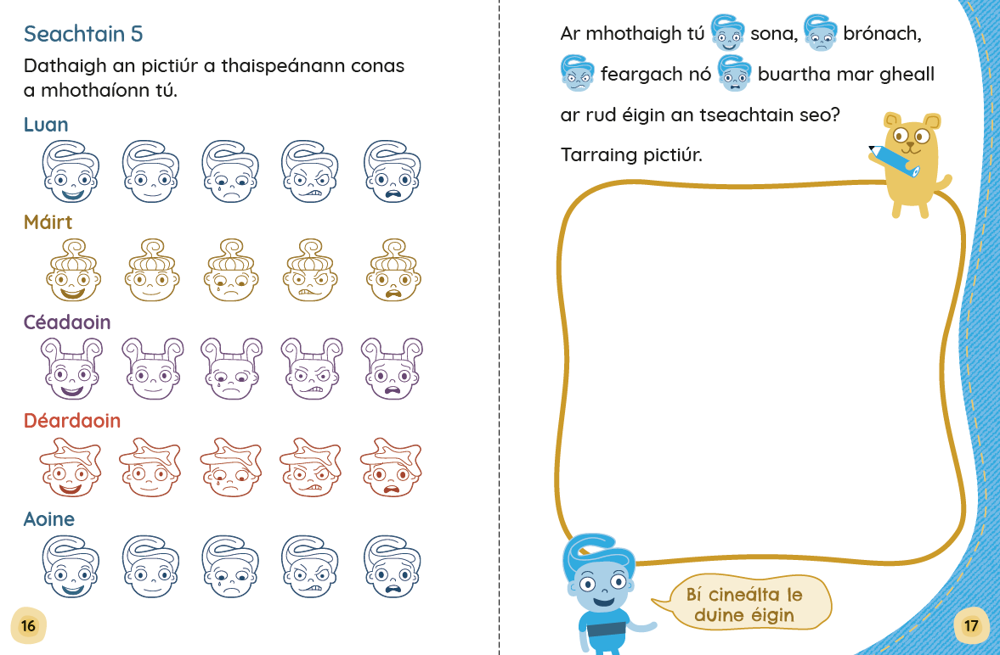 Seachtain 5
Dathaigh an pictiúr a thaispeánann conas
a mhothaíonn tú.
Luan
Máirt
Céadaoin
Déardaoin
Aoine
16
Ar mhothaigh tú sona, brónach,
feargach nó buartha mar gheall
ar rud éigin an tseachtain seo?
Tarraing pictiúr.
Bí cineálta le
duine éigin
17